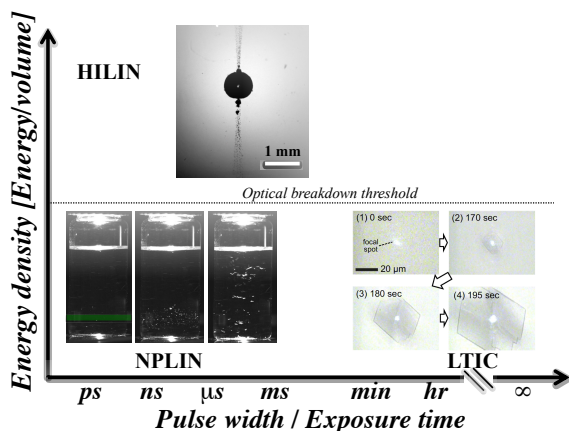 Energy density [Energy/volume]
HILIN
1 mm
Optical breakdown threshold
(1) 0 sec
(2) 170 sec
focal
spot
20 μm
(3) 180 sec
(4) 195 sec
NPLIN
LTIC
ps ns μs ms min hr ∞
Pulse width / Exposure time